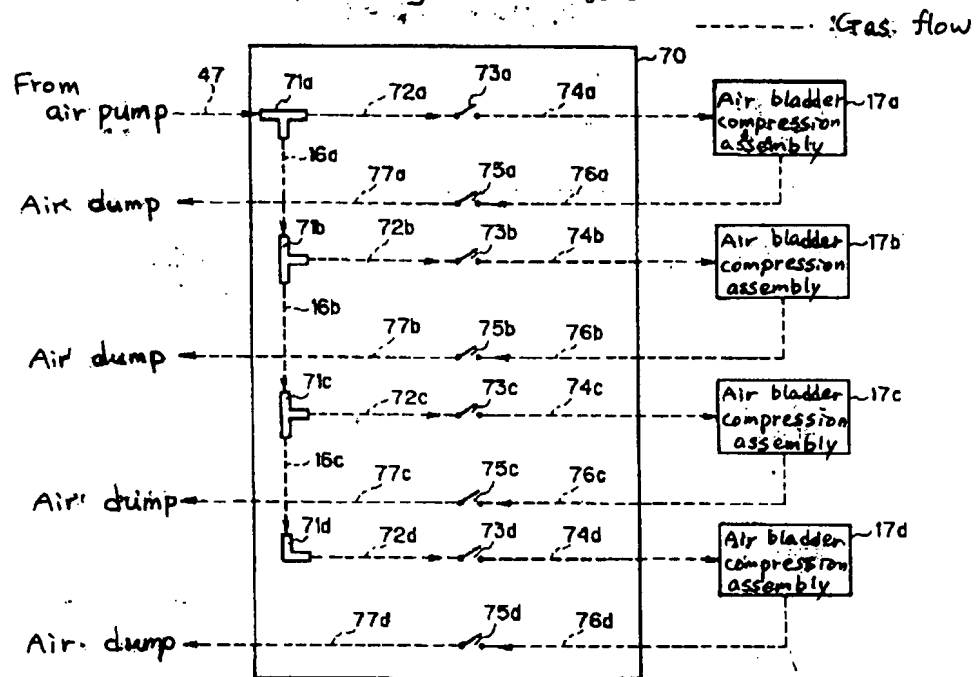 Gas flow
From air pump
47
71a
72a
73a
74a
70
Air bladder compression assembly
17a
16a
Air dump
77a
75a
76a
71b
72b
73b
74b
Air bladder compression assembly
17b
16b
Air dump
77b
75b
76b
71c
72c
73c
74c
Air bladder compression assembly
17c
16c
Air dump
77c
75c
76c
71d
72d
73d
74d
Air bladder compression assembly
17d
Air dump
77d
75d
76d